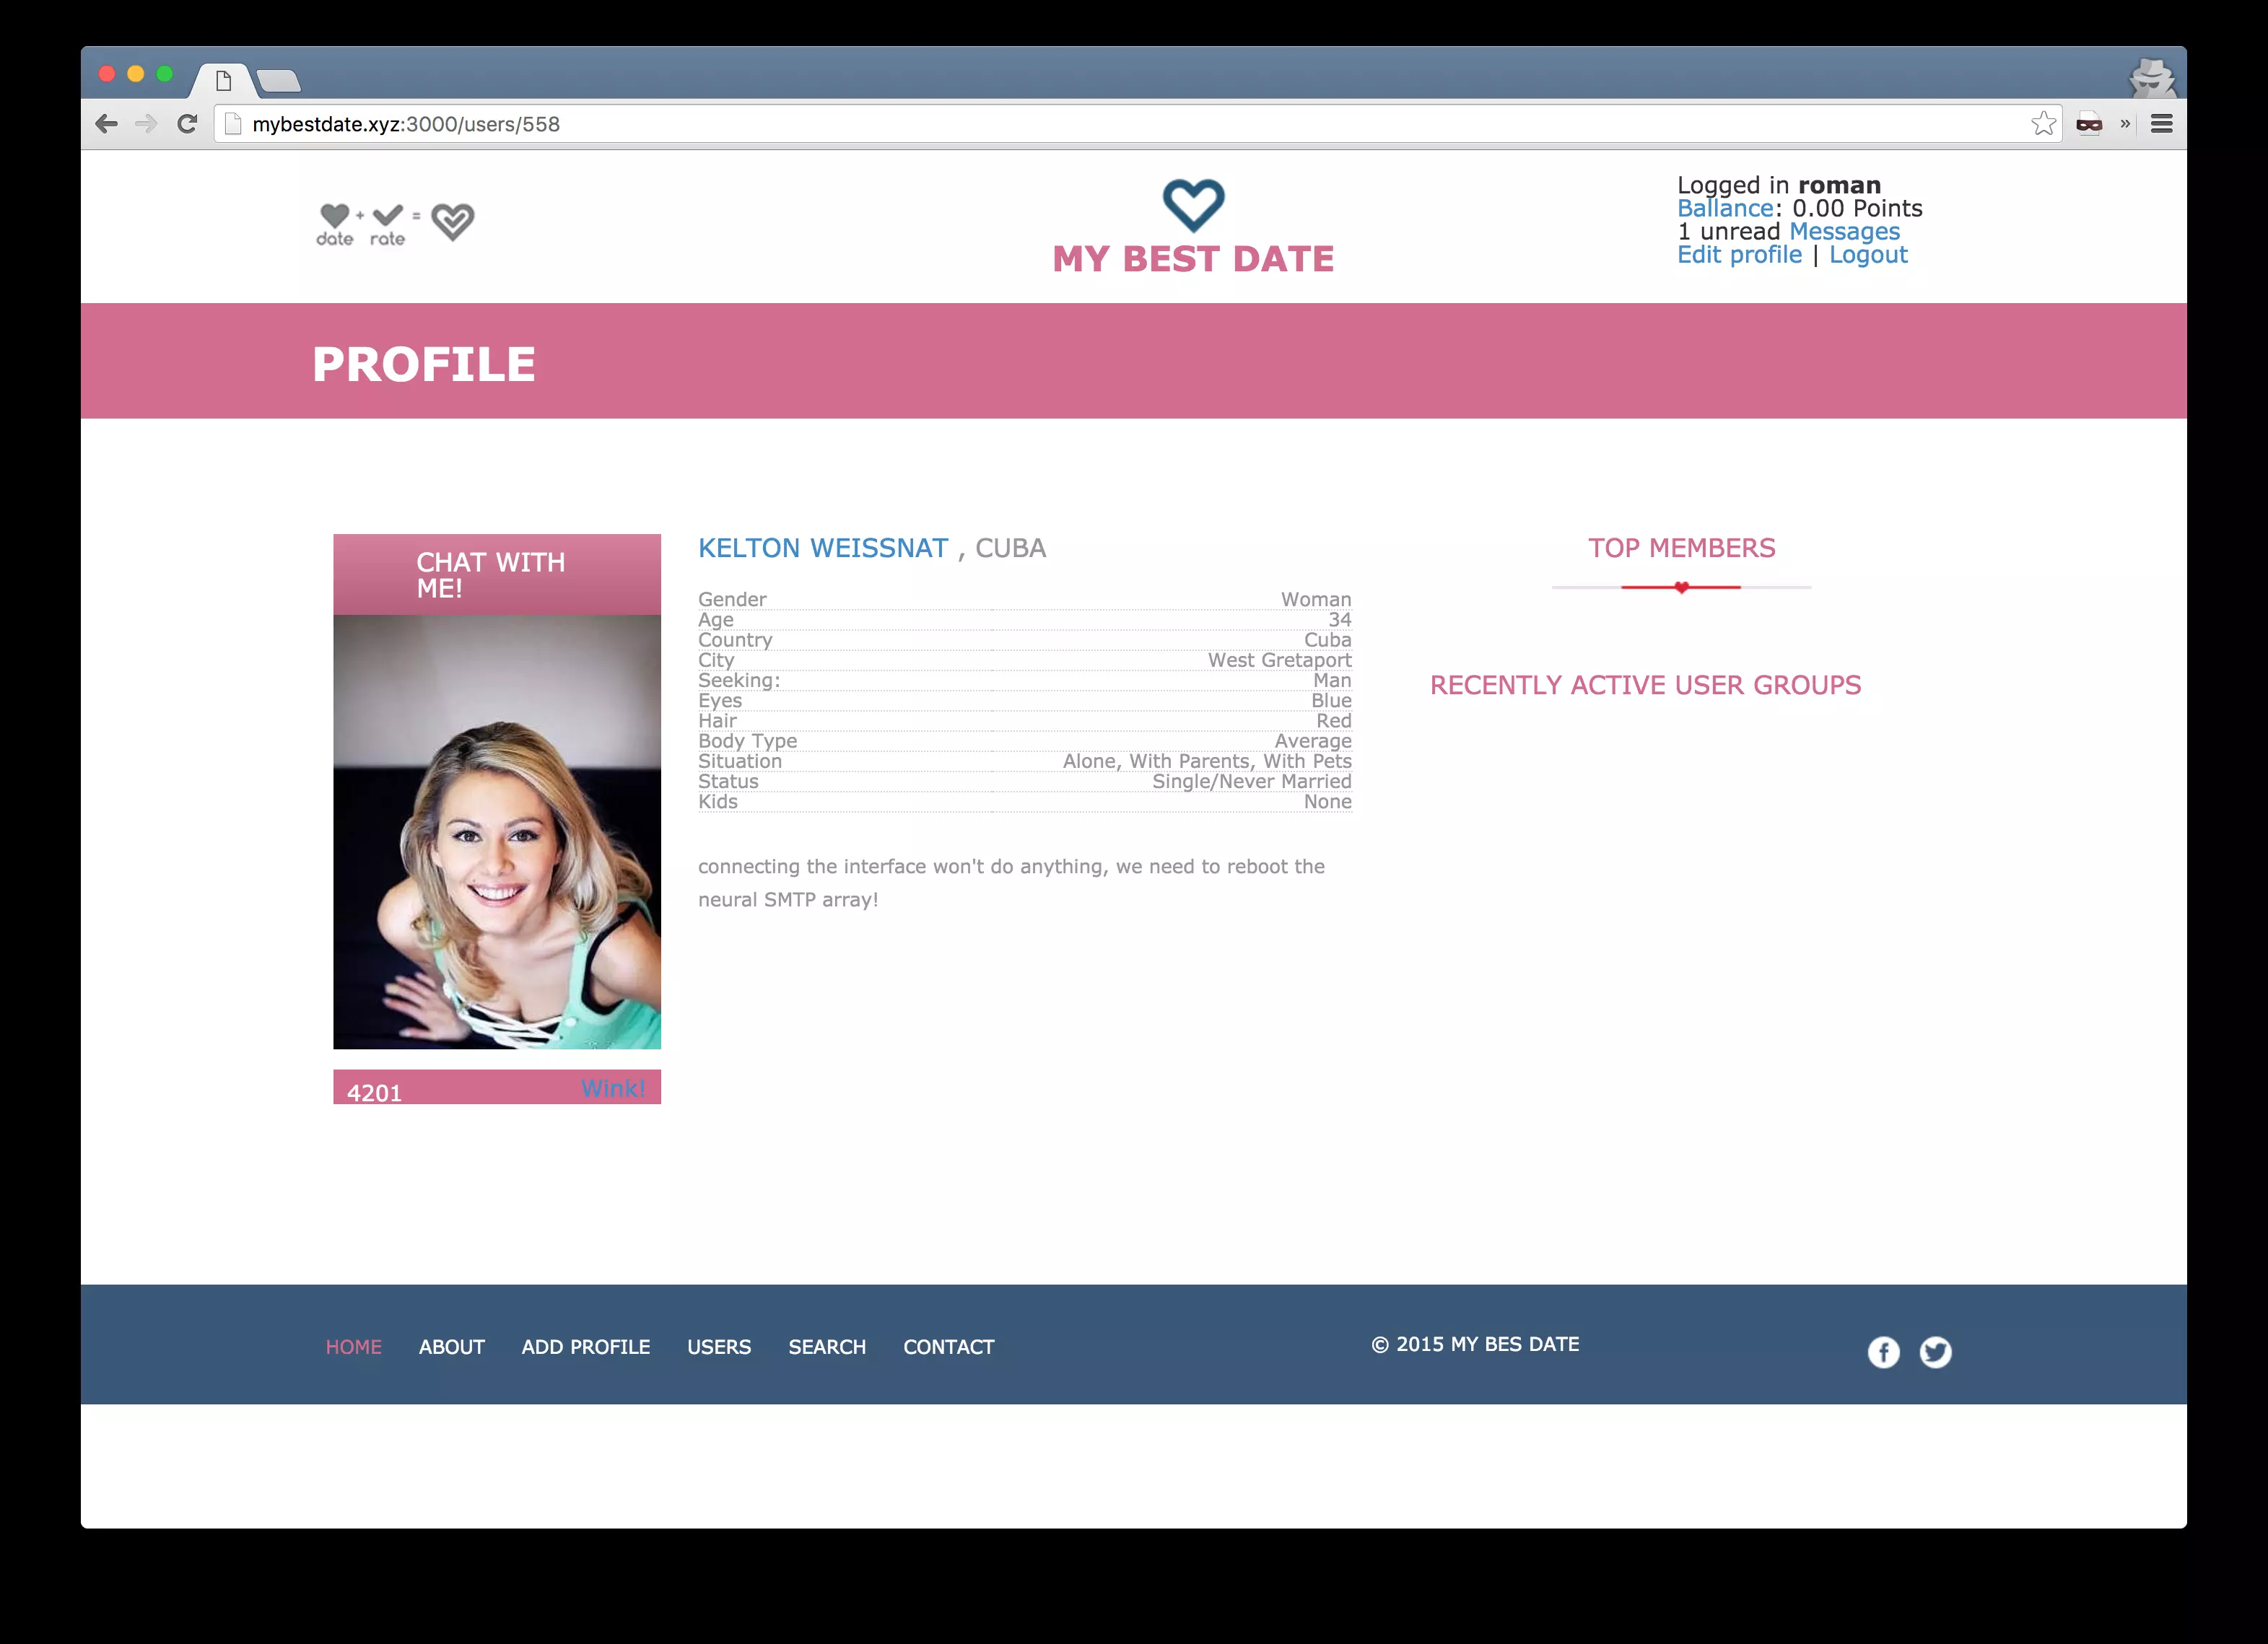 mybestdate.xyz:3000/users/558
date + rate =
MY BEST DATE
Logged in roman
Ballance: 0.00 Points
1 unread Messages
Edit profile | Logout
PROFILE
CHAT WITH
ME!
4201
Wink!
KELTON WEISSNAT , CUBA
Gender Woman
Age 34
Country Cuba
City West Gretaport
Seeking: Man
Eyes Blue
Hair Red
Body Type Average
Situation Alone, With Parents, With Pets
Status Single/Never Married
Kids None
connecting the interface won't do anything, we need to reboot the
neural SMTP array!
TOP MEMBERS
RECENTLY ACTIVE USER GROUPS
HOME ABOUT ADD PROFILE USERS SEARCH CONTACT
© 2015 MY BES DATE